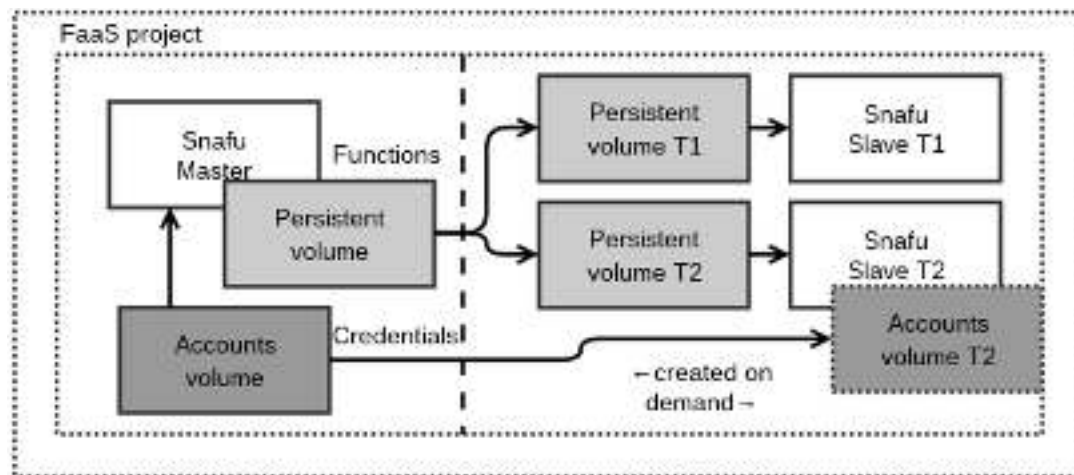 FaaS project
Snafu
Master
Functions
Persistent
volume
Accounts
volume
Credentials
Persistent
volume T1
Snafu
Slave T1
Persistent
volume T2
Snafu
Slave T2
Accounts
volume T2
←created on
demand→